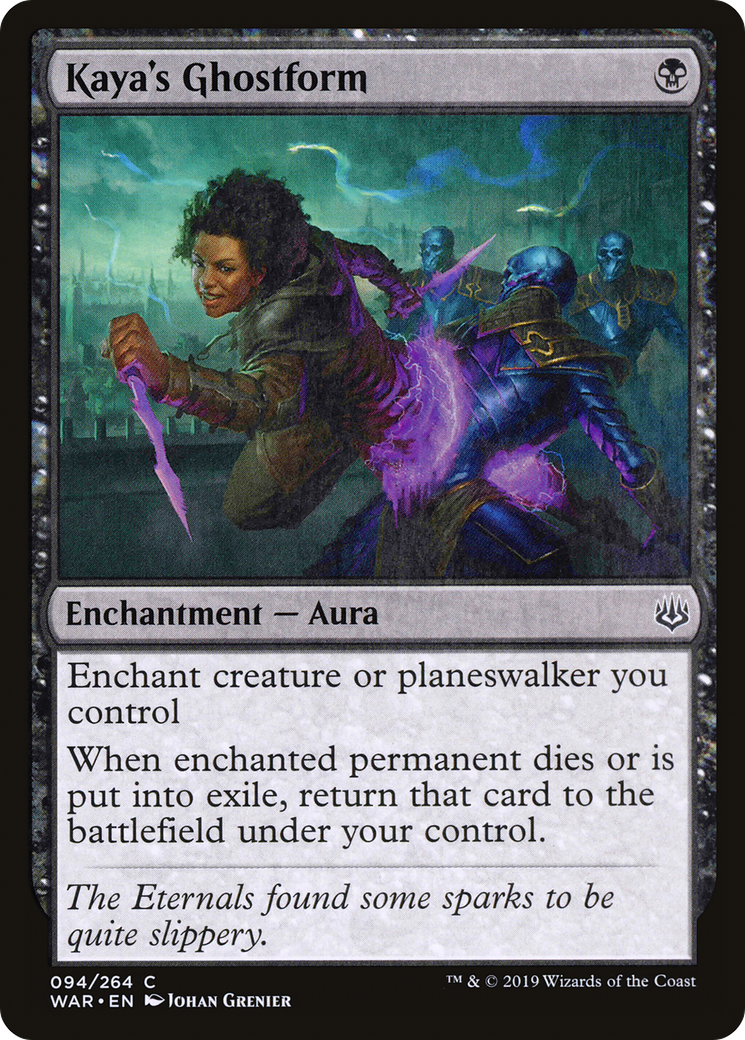 Kaya's Ghostform
Enchantment — Aura
Enchant creature or planeswalker you
control
When enchanted permanent dies or is
put into exile, return that card to the
battlefield under your control.
The Eternals found some sparks to be
quite slippery.
094/264 C
WAR • EN Johan Grenier
™ & © 2019 Wizards of the Coast